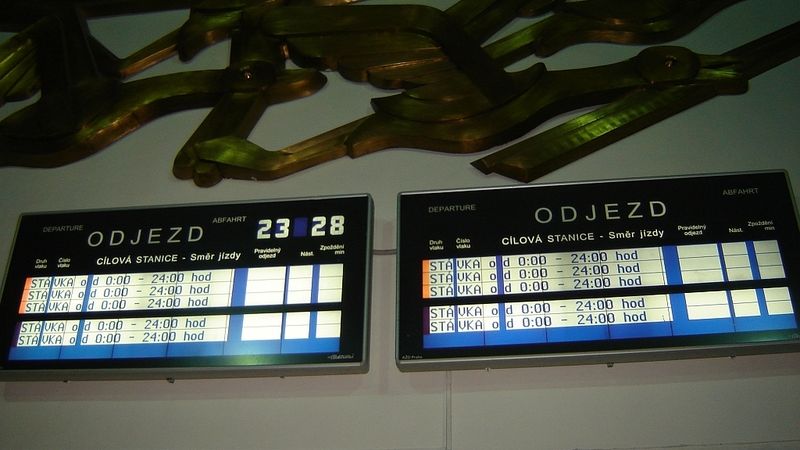 DEPARTURE ODJEZD ABFAHRT 23 28
Druh vlaku Číslo vlaku CÍLOVÁ STANICE - Směr jízdy Pravidelný odjezd Nást. Zpoždění min
STÁVKA od 0:00 - 24:00 hod
STÁVKA od 0:00 - 24:00 hod
STÁVKA od 0:00 - 24:00 hod
STÁVKA od 0:00 - 24:00 hod
STÁVKA od 0:00 - 24:00 hod
DEPARTURE ODJEZD ABFAHRT
Druh vlaku Číslo vlaku CÍLOVÁ STANICE - Směr jízdy Pravidelný odjezd Nást. Zpoždění min
STÁVKA od 0:00 - 24:00 hod
STÁVKA od 0:00 - 24:00 hod
STÁVKA od 0:00 - 24:00 hod
STÁVKA od 0:00 - 24:00 hod
STÁVKA od 0:00 - 24:00 hod
AŽD Praha